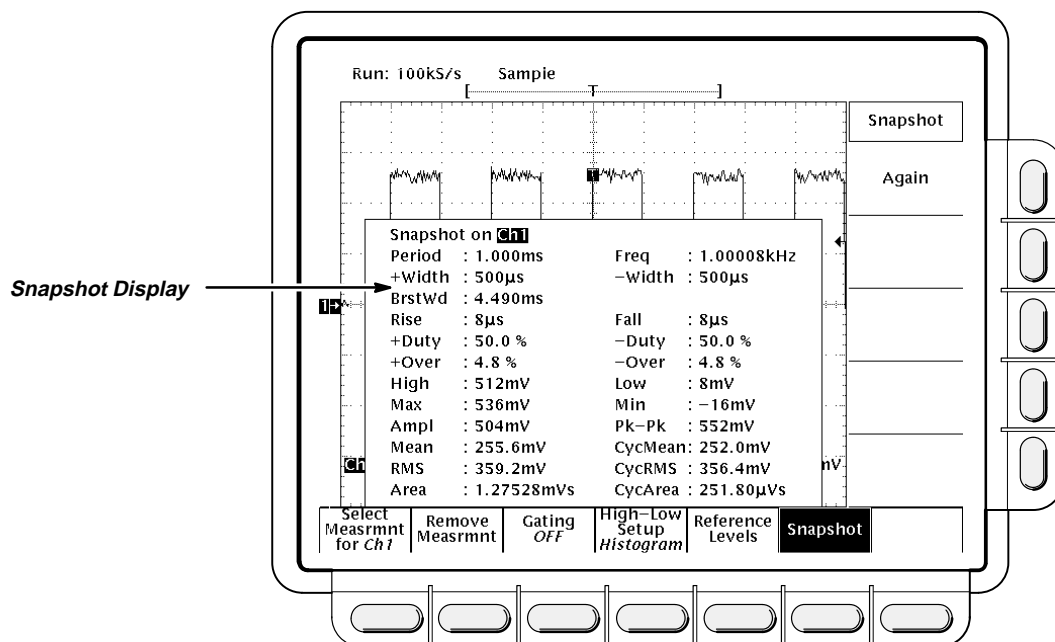 Run: 100kS/s Sample
[ T ]
Snapshot
Again
1
Snapshot on Ch1
Period : 1.000ms Freq : 1.00008kHz
+Width : 500µs −Width : 500µs
Snapshot Display
BrstWd : 4.490ms
1
Rise : 8µs Fall : 8µs
+Duty : 50.0 % −Duty : 50.0 %
+Over : 4.8 % −Over : 4.8 %
High : 512mV Low : 8mV
Max : 536mV Min : −16mV
Ampl : 504mV Pk−Pk : 552mV
Mean : 255.6mV CycMean: 252.0mV
Ch RMS : 359.2mV CycRMS : 356.4mV mV
Area : 1.27528mVs CycArea : 251.80µVs
Select Measrmnt for Ch1
Remove Measrmnt
Gating OFF
High−Low Setup Histogram
Reference Levels
Snapshot